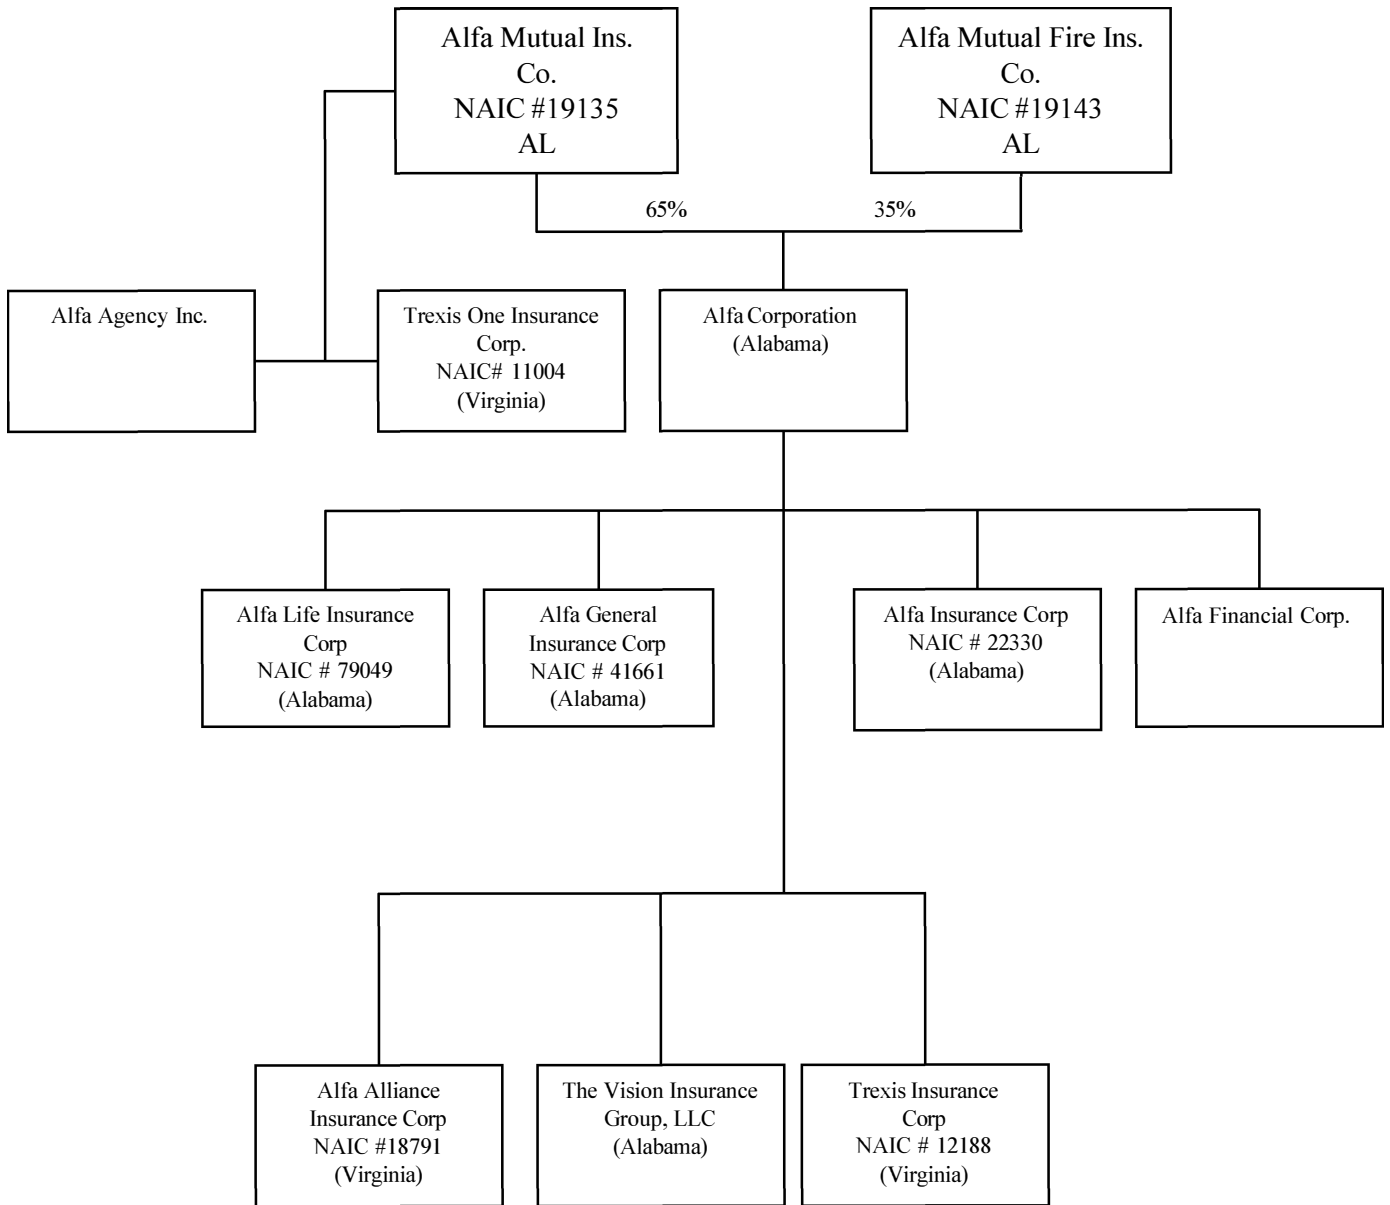 Alfa Mutual Ins.
Co.
NAIC #19135
AL
Alfa Mutual Fire Ins.
Co.
NAIC #19143
AL
65%
35%
Alfa Agency Inc.
Trexis One Insurance
Corp.
NAIC# 11004
(Virginia)
Alfa Corporation
(Alabama)
Alfa Life Insurance
Corp
NAIC # 79049
(Alabama)
Alfa General
Insurance Corp
NAIC # 41661
(Alabama)
Alfa Insurance Corp
NAIC # 22330
(Alabama)
Alfa Financial Corp.
Alfa Alliance
Insurance Corp
NAIC #18791
(Virginia)
The Vision Insurance
Group, LLC
(Alabama)
Trexis Insurance
Corp
NAIC # 12188
(Virginia)